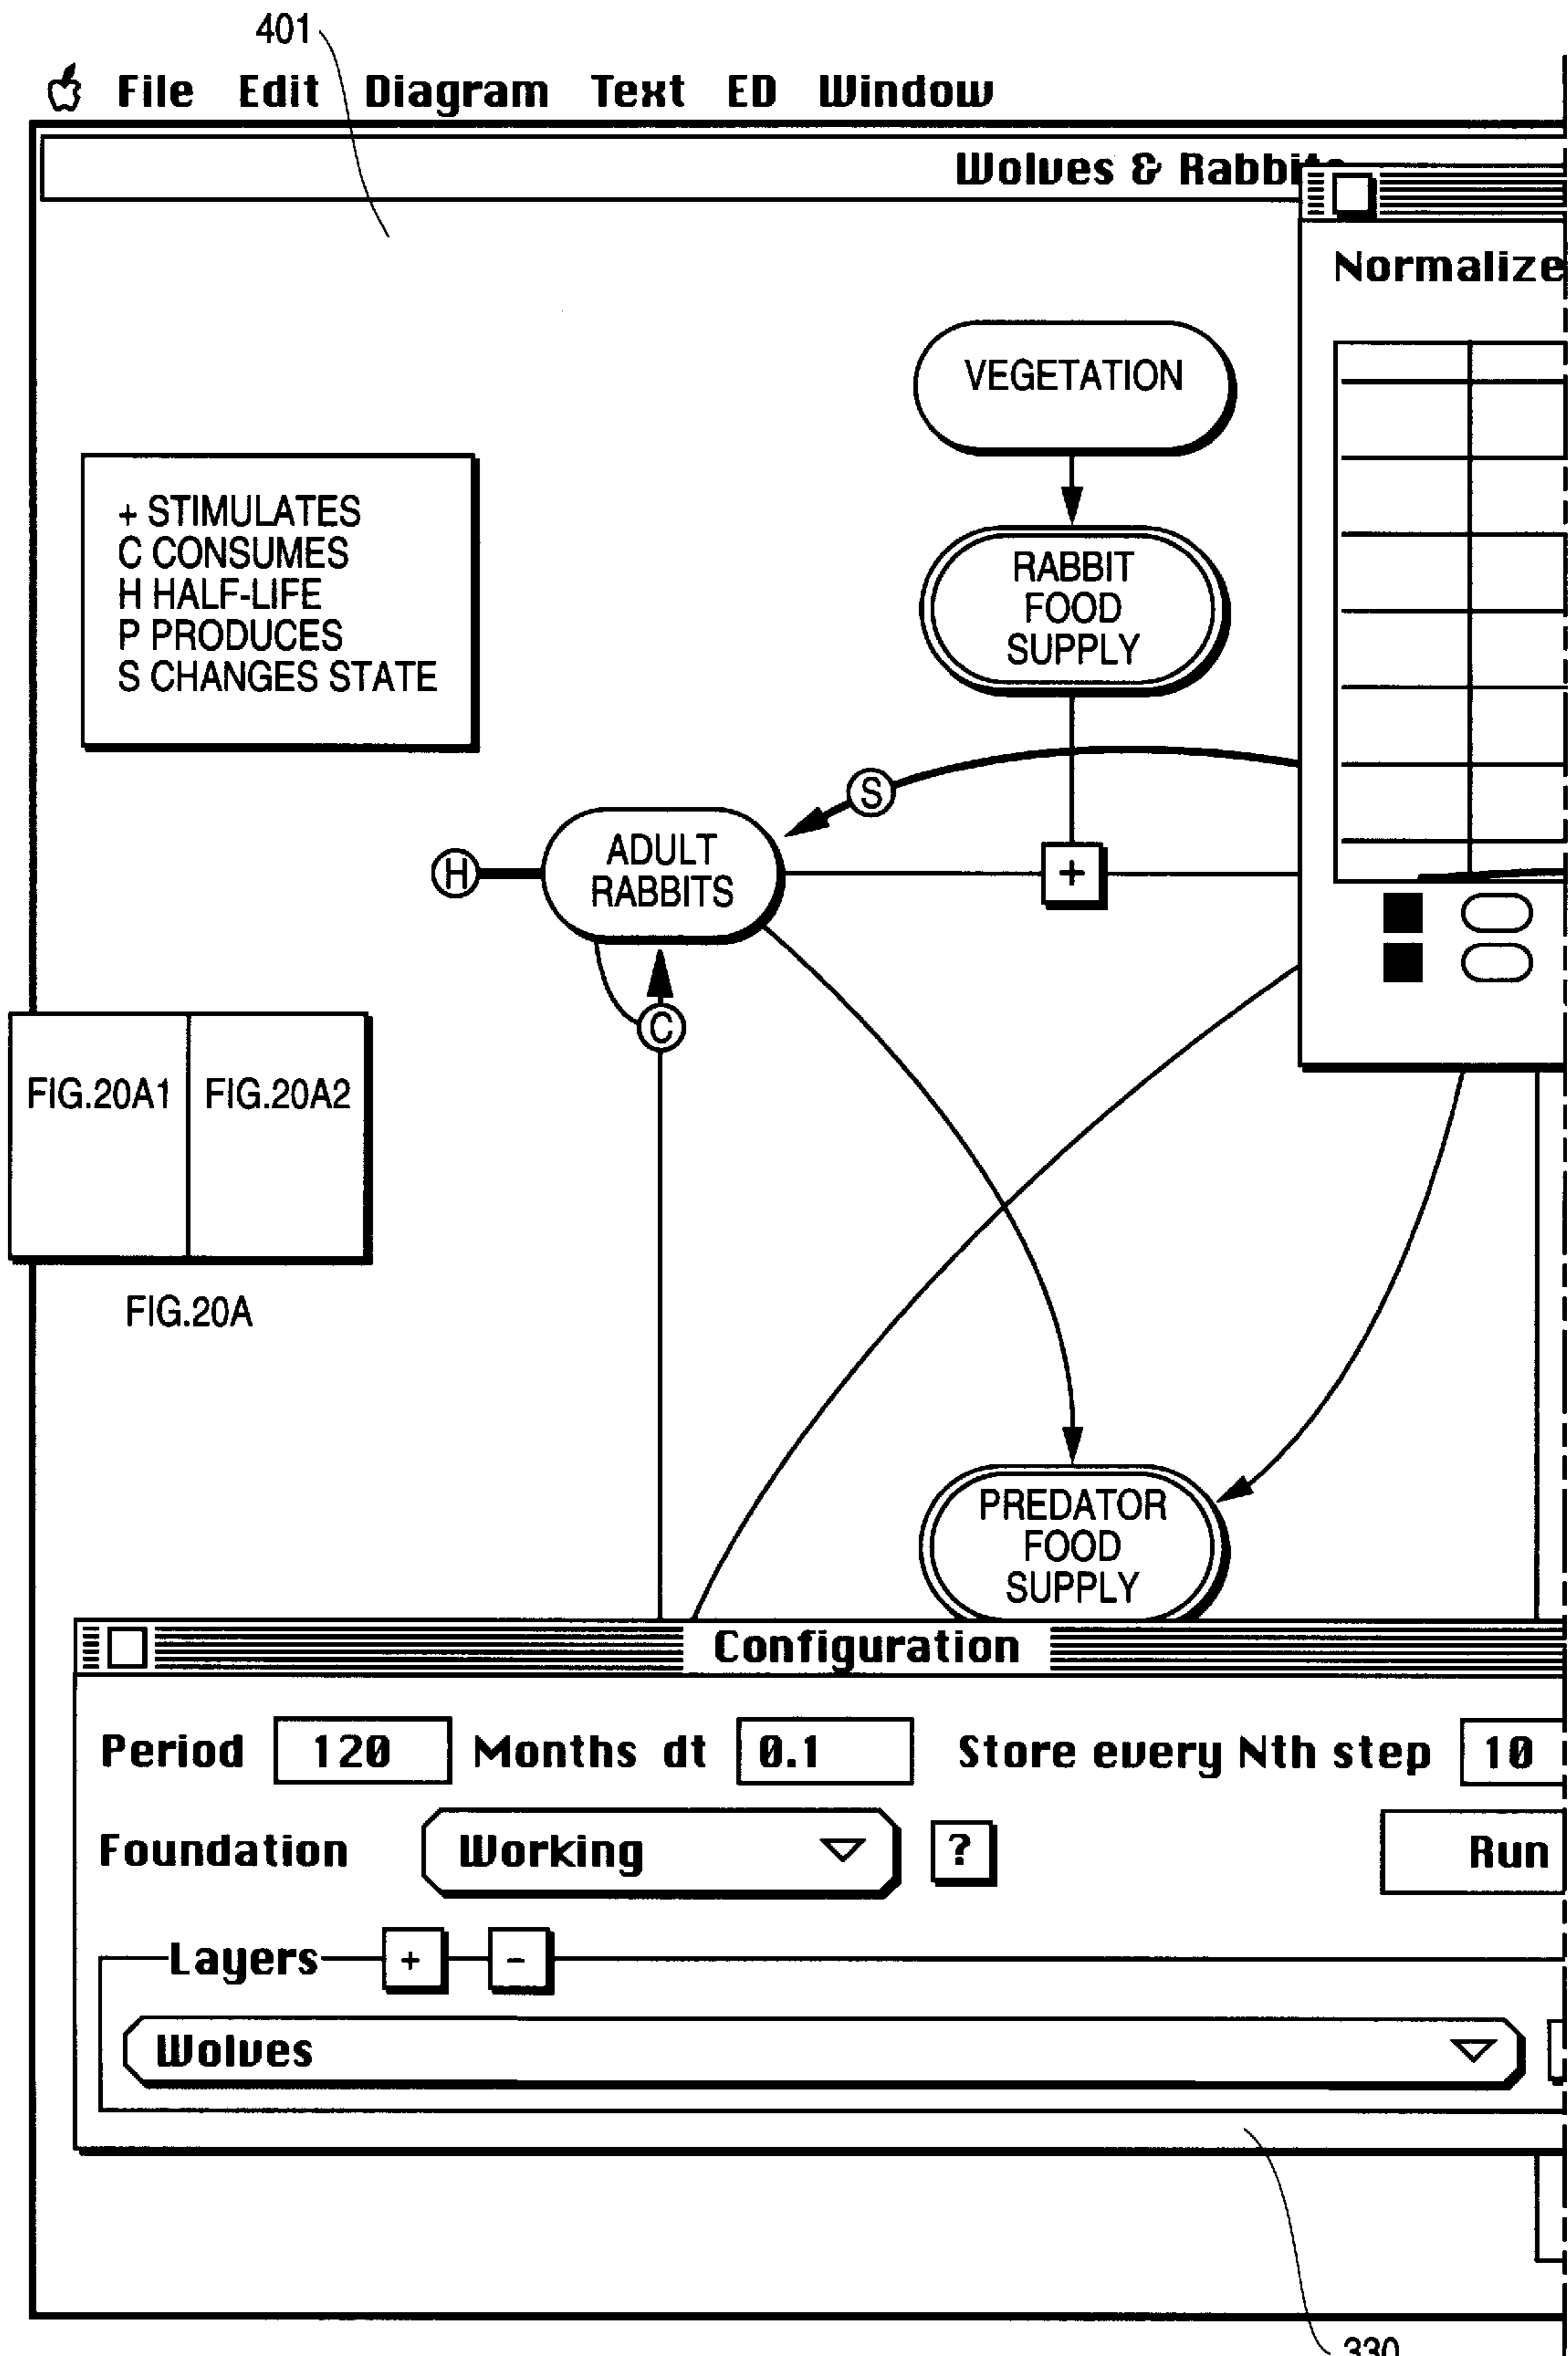 401
File Edit Diagram Text ED Window
Wolves & Rabbits
Normalize
VEGETATION
+ STIMULATES
C CONSUMES
H HALF-LIFE
P PRODUCES
S CHANGES STATE
RABBIT
FOOD
SUPPLY
S
H
ADULT
RABBITS
+
C
FIG.20A1 FIG.20A2
FIG.20A
PREDATOR
FOOD
SUPPLY
Configuration
Period 120 Months dt 0.1 Store every Nth step 10
Foundation Working ? Run
Layers + -
Wolves
330